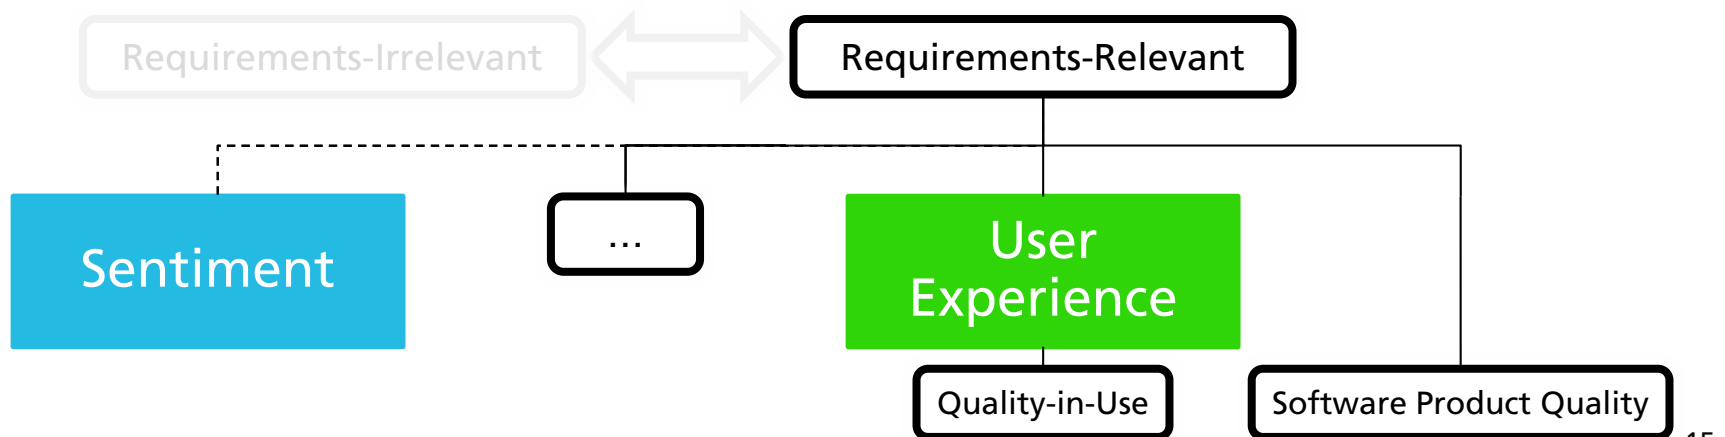 Requirements-Irrelevant
Requirements-Relevant
Sentiment
...
User
Experience
Quality-in-Use
Software Product Quality